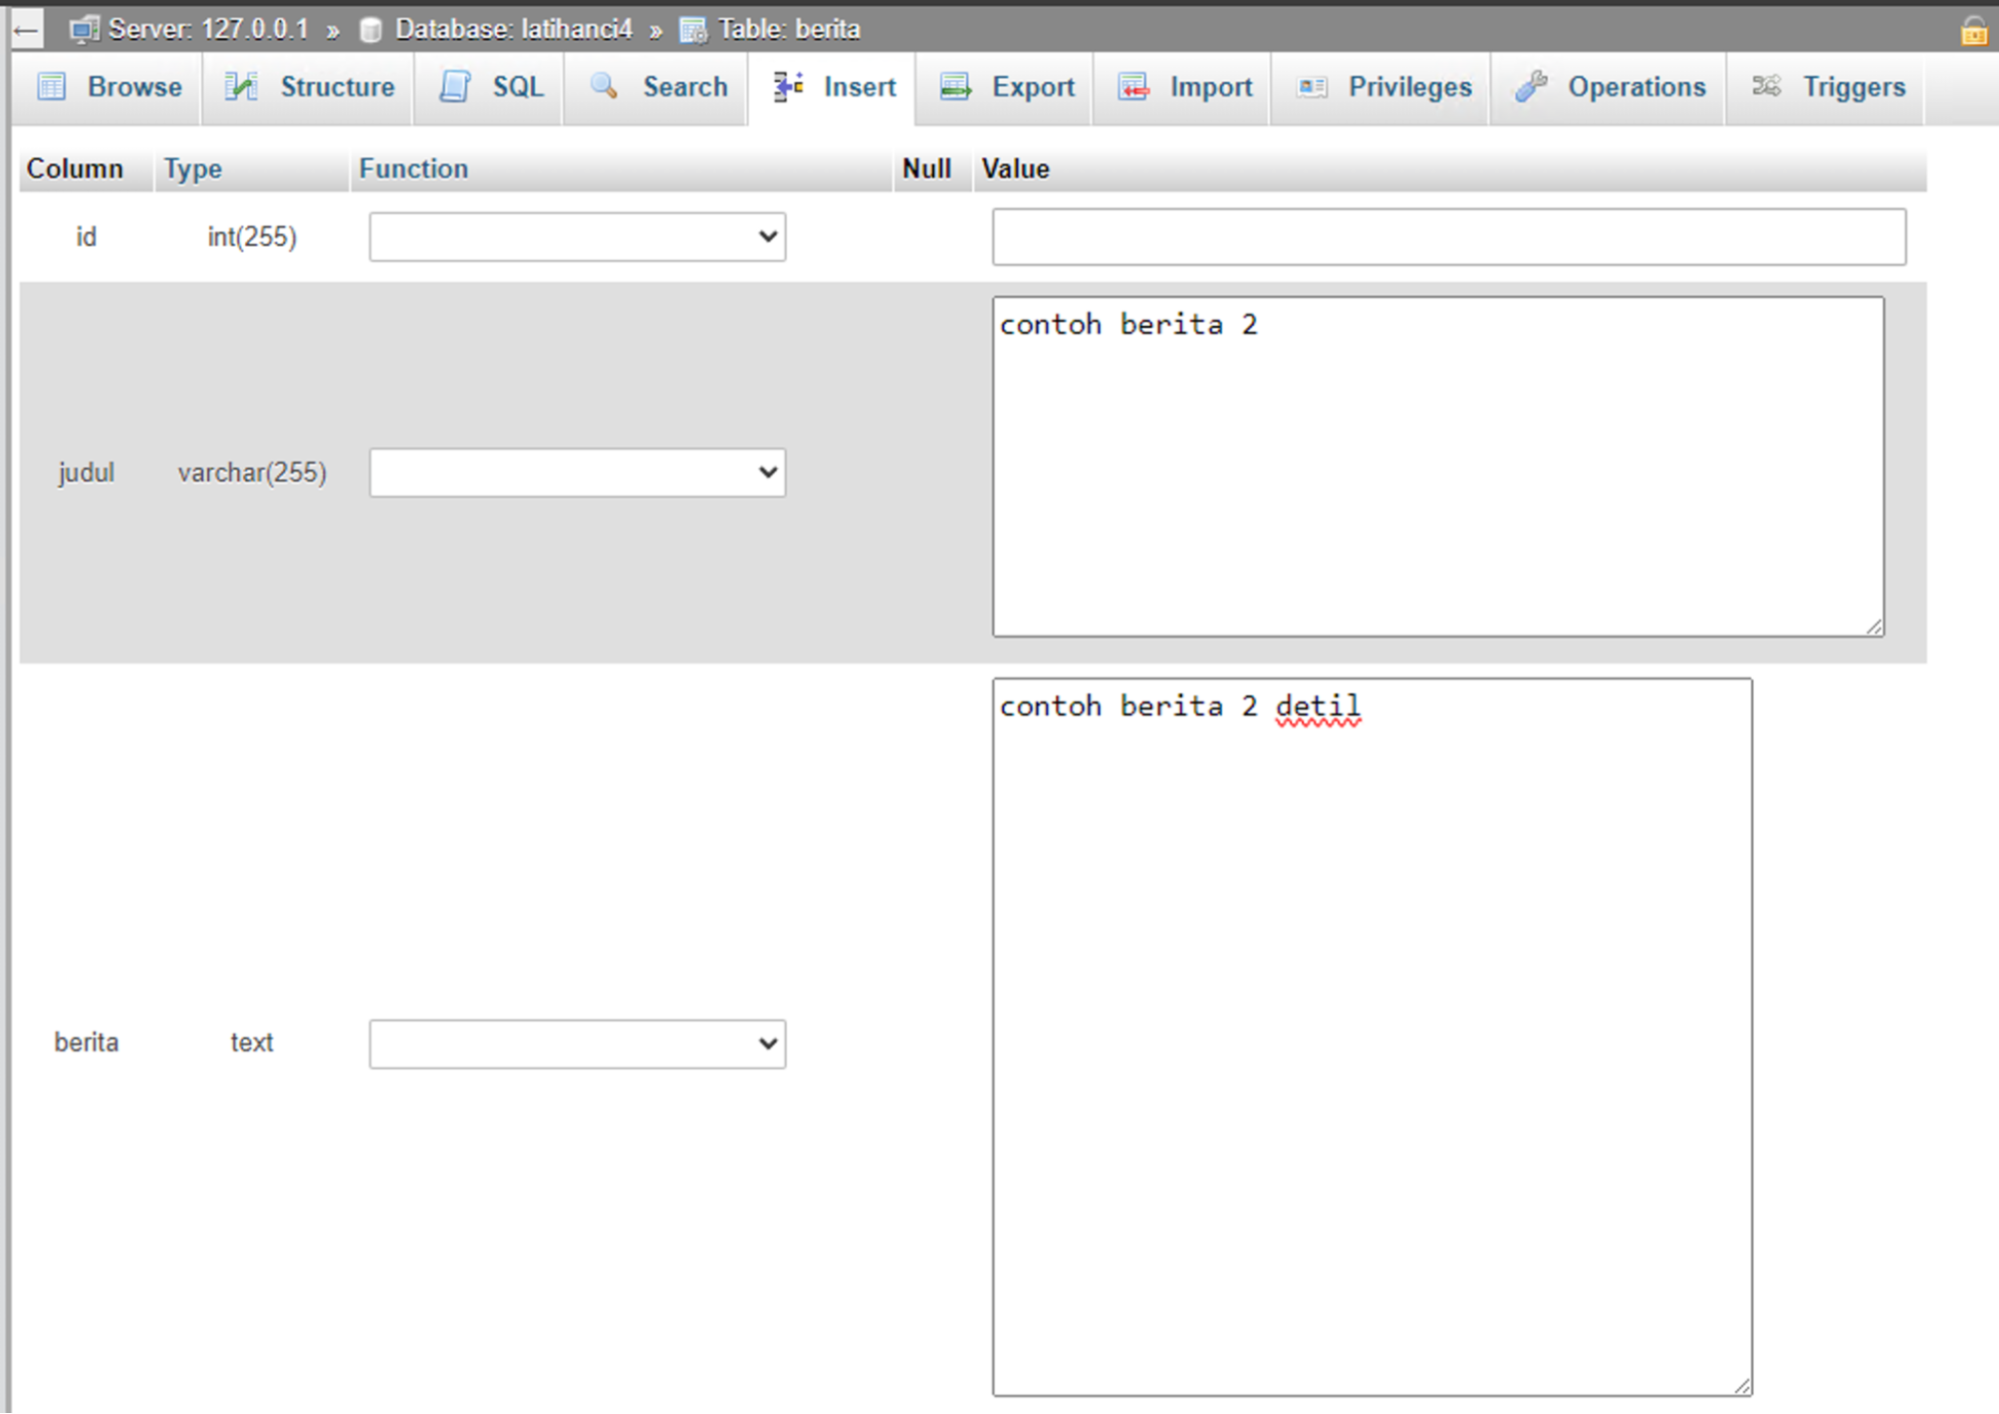 Server: 127.0.0.1 » Database: latihanci4 » Table: berita
Browse Structure SQL Search Insert Export Import Privileges Operations Triggers
Column Type Function Null Value
id int(255)
judul varchar(255) contoh berita 2
berita text contoh berita 2 detil